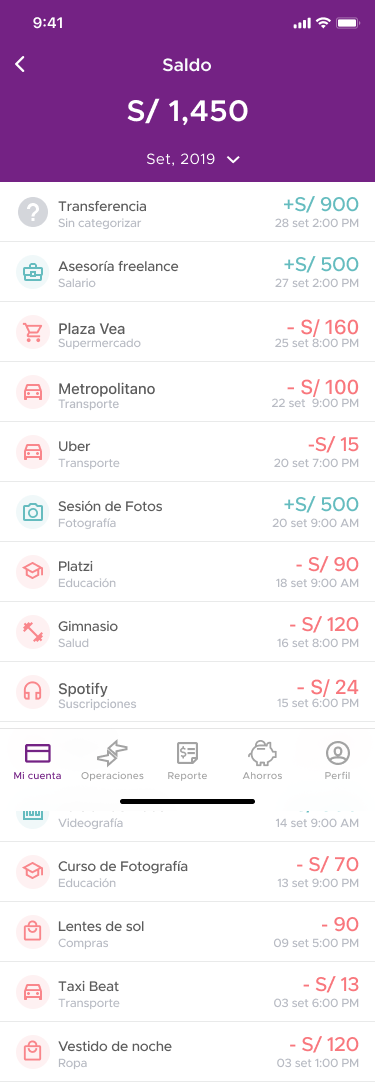 9:41
Saldo
S/ 1,450
Set, 2019
Transferencia
+S/ 900
Sin categorizar
28 set 2:00 PM
Asesoría freelance
+S/ 500
Salario
27 set 2:00 PM
Plaza Vea
- S/ 160
Supermercado
25 set 8:00 PM
Metropolitano
- S/ 100
Transporte
22 set  9:00 PM
Uber
-S/ 15
Transporte
20 set 7:00 PM
Sesión de Fotos
+S/ 500
Fotografía
20 set 9:00 AM
Platzi
- S/ 90
Educación
18 set 9:00 AM
Gimnasio
- S/ 120
Salud
16 set 8:00 PM
Spotify
- S/ 24
Suscripciones
15 set 6:00 PM
Mi cuenta
Operaciones
Reporte
Ahorros
Perfil
Videografía
14 set 9:00 AM
Curso de Fotografía
- S/ 70
Educación
13 set 9:00 PM
Lentes de sol
- 90
Compras
09 set 5:00 PM
Taxi Beat
- S/ 13
Transporte
03 set 6:00 PM
Vestido de noche
- S/ 120
Ropa
03 set 1:00 PM